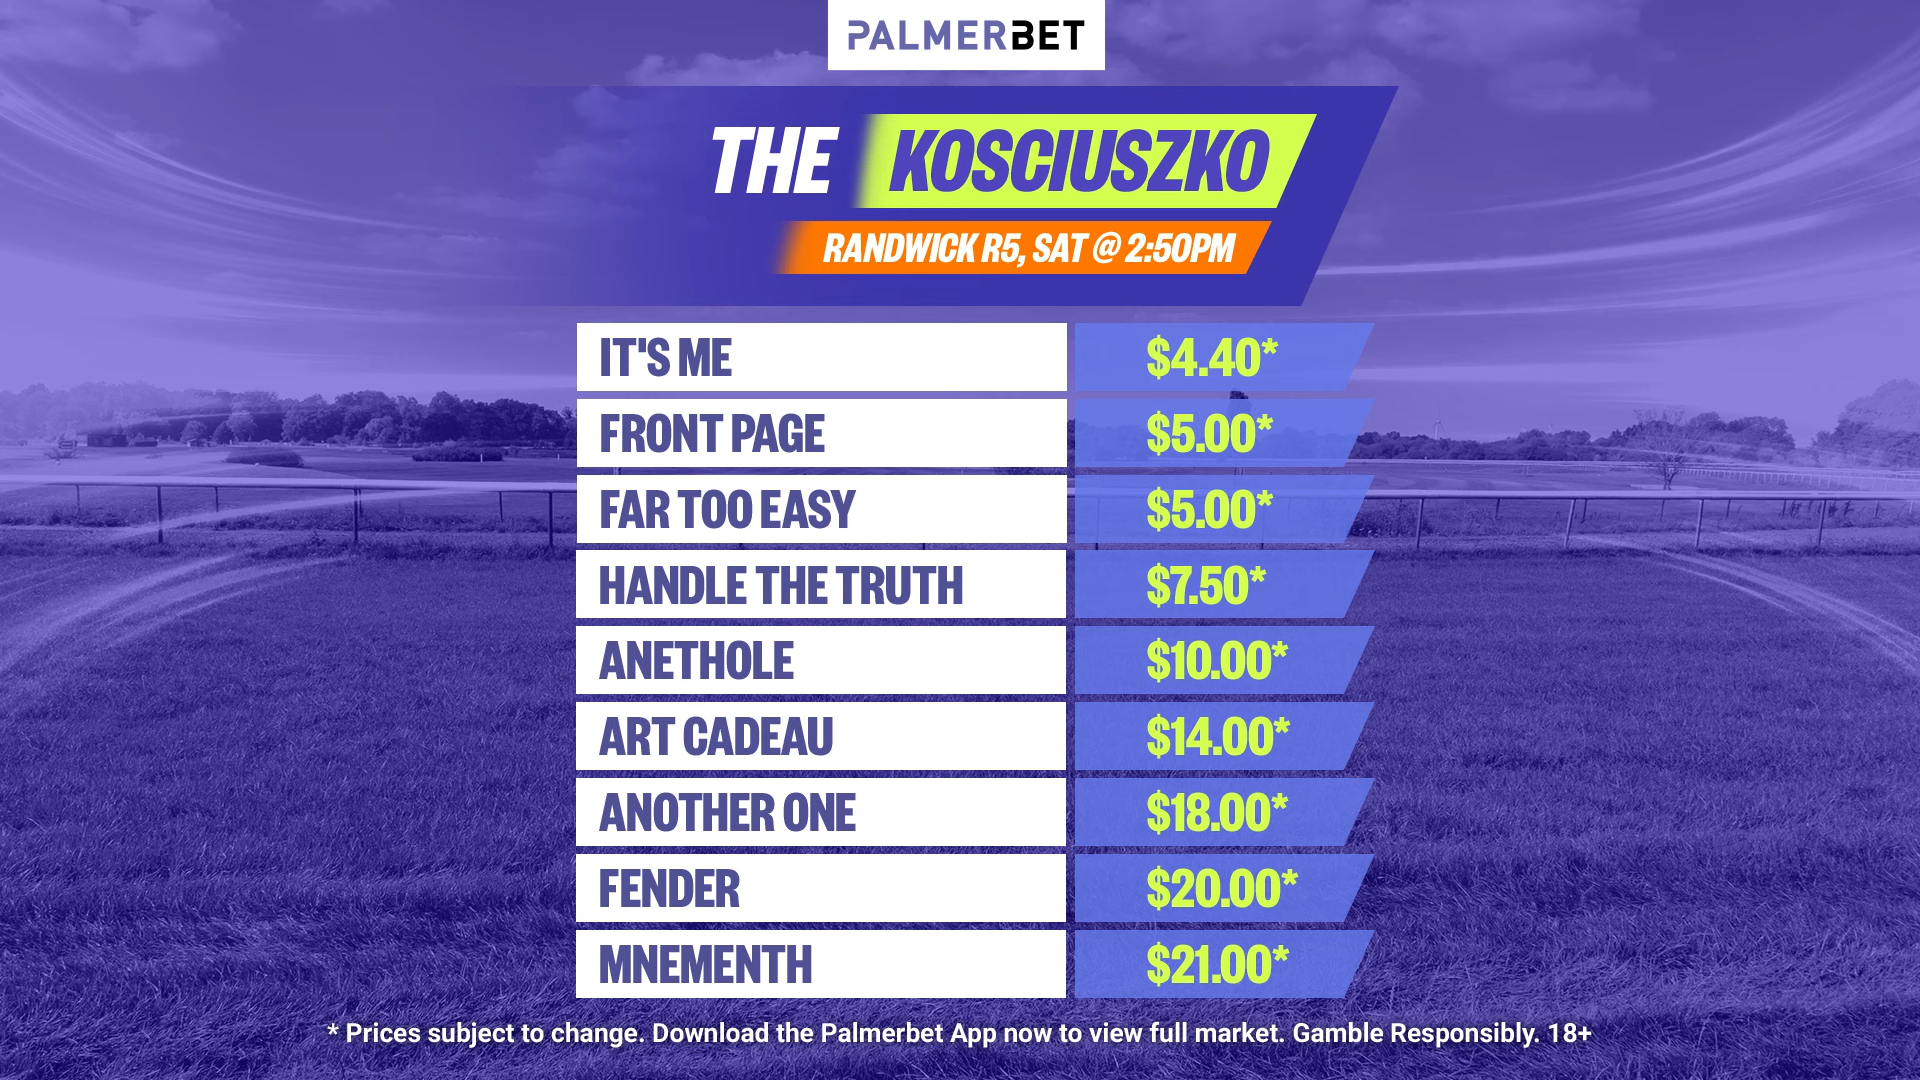 PALMERBET
THE KOSCIUSZKO
RANDWICK R5, SAT @ 2:50PM
IT'S ME $4.40*
FRONT PAGE $5.00*
FAR TOO EASY $5.00*
HANDLE THE TRUTH $7.50*
ANETHOLE $10.00*
ART CADEAU $14.00*
ANOTHER ONE $18.00*
FENDER $20.00*
MNEMENTH $21.00*
* Prices subject to change. Download the Palmerbet App now to view full market. Gamble Responsibly. 18+